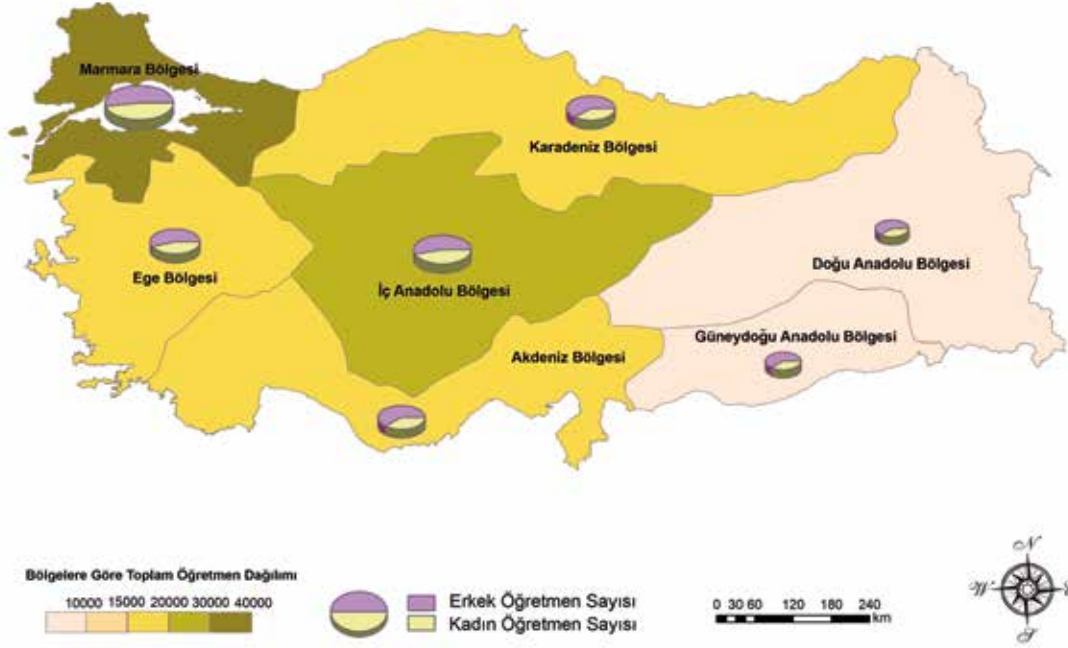 Marmara Bölgesi
Karadeniz Bölgesi
Ege Bölgesi
İç Anadolu Bölgesi
Doğu Anadolu Bölgesi
Güneydoğu Anadolu Bölgesi
Akdeniz Bölgesi
Bölgelere Göre Toplam Öğretmen Dağılımı
10000 15000 20000 30000 40000
Erkek Öğretmen Sayısı
Kadın Öğretmen Sayısı
0 30 60 120 180 240
km
N
W
S